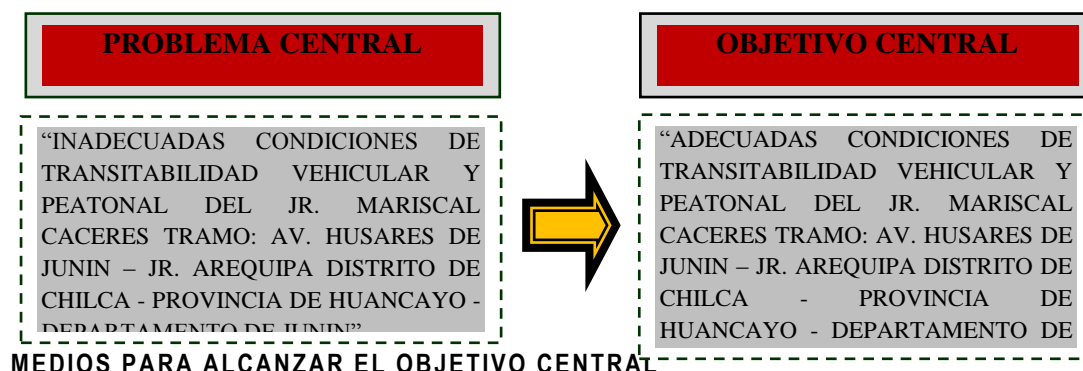 PROBLEMA CENTRAL
“INADECUADAS CONDICIONES DE
TRANSITABILIDAD VEHICULAR Y
PEATONAL DEL JR. MARISCAL
CACERES TRAMO: AV. HUSARES DE
JUNIN – JR. AREQUIPA DISTRITO DE
CHILCA - PROVINCIA DE HUANCAYO -
DEPARTAMENTO DE JUNIN”
OBJETIVO CENTRAL
“ADECUADAS CONDICIONES DE
TRANSITABILIDAD VEHICULAR Y
PEATONAL DEL JR. MARISCAL
CACERES TRAMO: AV. HUSARES DE
JUNIN – JR. AREQUIPA DISTRITO DE
CHILCA - PROVINCIA DE
HUANCAYO - DEPARTAMENTO DE
MEDIOS PARA ALCANZAR EL OBJETIVO CENTRAL